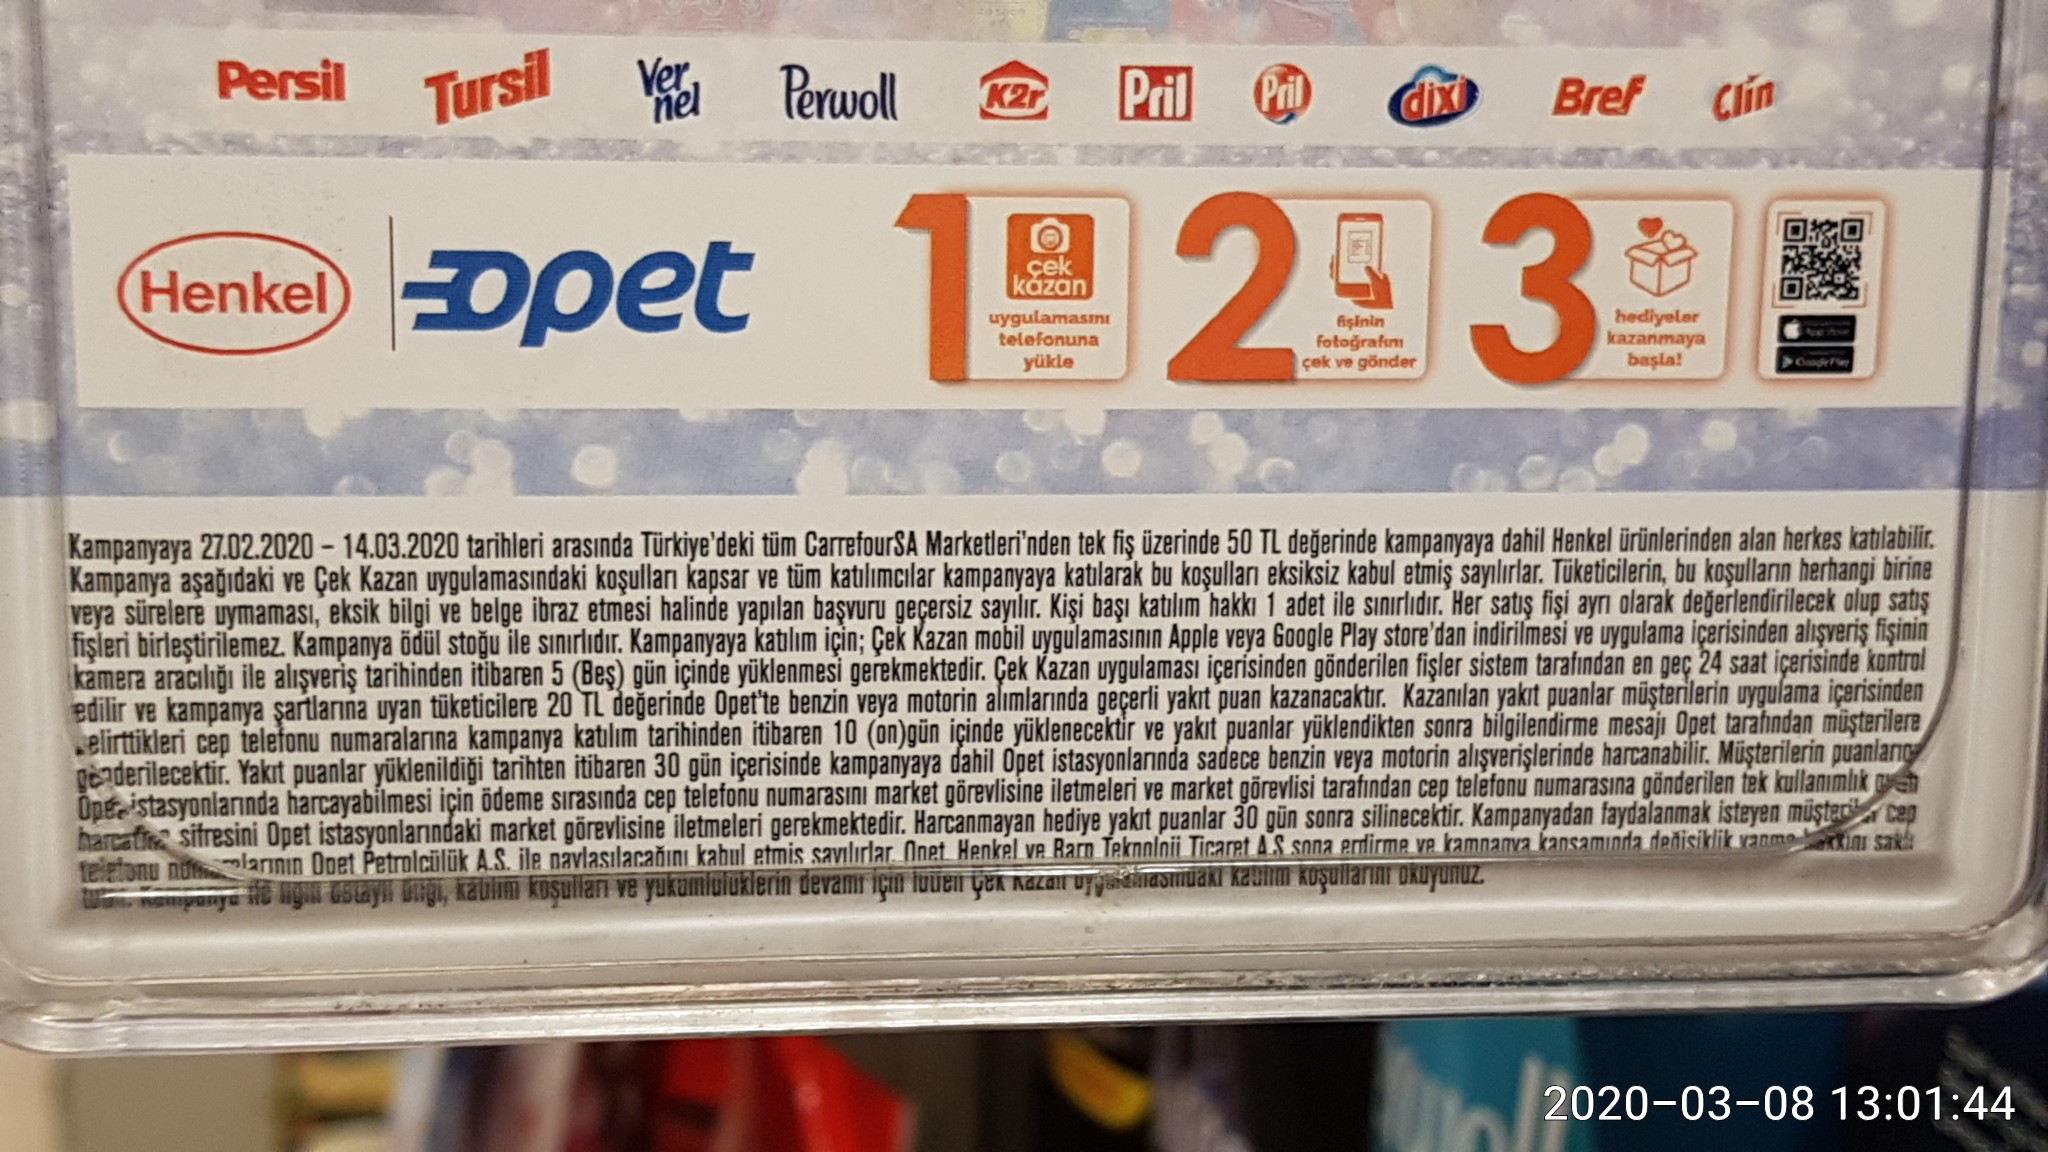 Persil Tursil Vernel Perwoll K2r Pril Pril dixi Bref Clin
Henkel opet
1 çek kazan
uygulamasını
telefonuna
yükle
2 fişinin
fotoğrafını
çek ve gönder
3 hediyeler
kazanmaya
başla!
App Store
Google Play
Kampanyaya 27.02.2020 – 14.03.2020 tarihleri arasında Türkiye'deki tüm CarrefourSA Marketleri'nden tek fiş üzerinde 50 TL değerinde kampanyaya dahil Henkel ürünlerinden alan herkes katılabilir.
Kampanya aşağıdaki ve Çek Kazan uygulamasındaki koşulları kapsar ve tüm katılımcılar kampanyaya katılarak bu koşulları eksiksiz kabul etmiş sayılırlar. Tüketicilerin, bu koşulların herhangi birine
veya sürelere uymaması, eksik bilgi ve belge ibraz etmesi halinde yapılan başvuru geçersiz sayılır. Kişi başı katılım hakkı 1 adet ile sınırlıdır. Her satış fişi ayrı olarak değerlendirilecek olup satış
fişleri birleştirilemez. Kampanya ödül stoğu ile sınırlıdır. Kampanyaya katılım için; Çek Kazan mobil uygulamasının Apple veya Google Play store'dan indirilmesi ve uygulama içerisinden alışveriş fişinin
kamera aracılığı ile alışveriş tarihinden itibaren 5 (Beş) gün içinde yüklenmesi gerekmektedir. Çek Kazan uygulaması içerisinden gönderilen fişler sistem tarafından en geç 24 saat içerisinde kontrol
edilir ve kampanya şartlarına uyan tüketicilere 20 TL değerinde Opet'te benzin veya motorin alımlarında geçerli yakıt puan kazanacaktır. Kazanılan yakıt puanlar müşterilerin uygulama içerisinden
belirttikleri cep telefonu numaralarına kampanya katılım tarihinden itibaren 10 (on)gün içinde yüklenecektir ve yakıt puanlar yüklendikten sonra bilgilendirme mesajı Opet tarafından müşterilere
gönderilecektir. Yakıt puanlar yüklenildiği tarihten itibaren 30 gün içerisinde kampanyaya dahil Opet istasyonlarında sadece benzin veya motorin alışverişlerinde harcanabilir. Müşterilerin puanlarını
Opet istasyonlarında harcayabilmesi için ödeme sırasında cep telefonu numarasını market görevlisine iletmeleri ve market görevlisi tarafından cep telefonu numarasına gönderilen tek kullanımlık puan
harcatma şifresini Opet istasyonlarındaki market görevlisine iletmeleri gerekmektedir. Harcanmayan hediye yakıt puanlar 30 gün sonra silinecektir. Kampanyadan faydalanmak isteyen müşteriler cep
telefonu numaralarının Opet Petrolcülük A.Ş. ile paylaşılacağını kabul etmiş sayılırlar. Opet, Henkel ve Barn Teknoloji Ticaret A.Ş sona erdirme ve kampanya kapsamında değişiklik yapma hakkını saklı
tutar. Kampanya ile ilgili detaylı bilgi, katılım koşulları ve yükümlülüklerin devamı için lütfen Çek Kazan uygulamasındaki katılım koşullarını okuyunuz.
2020-03-08 13:01:44